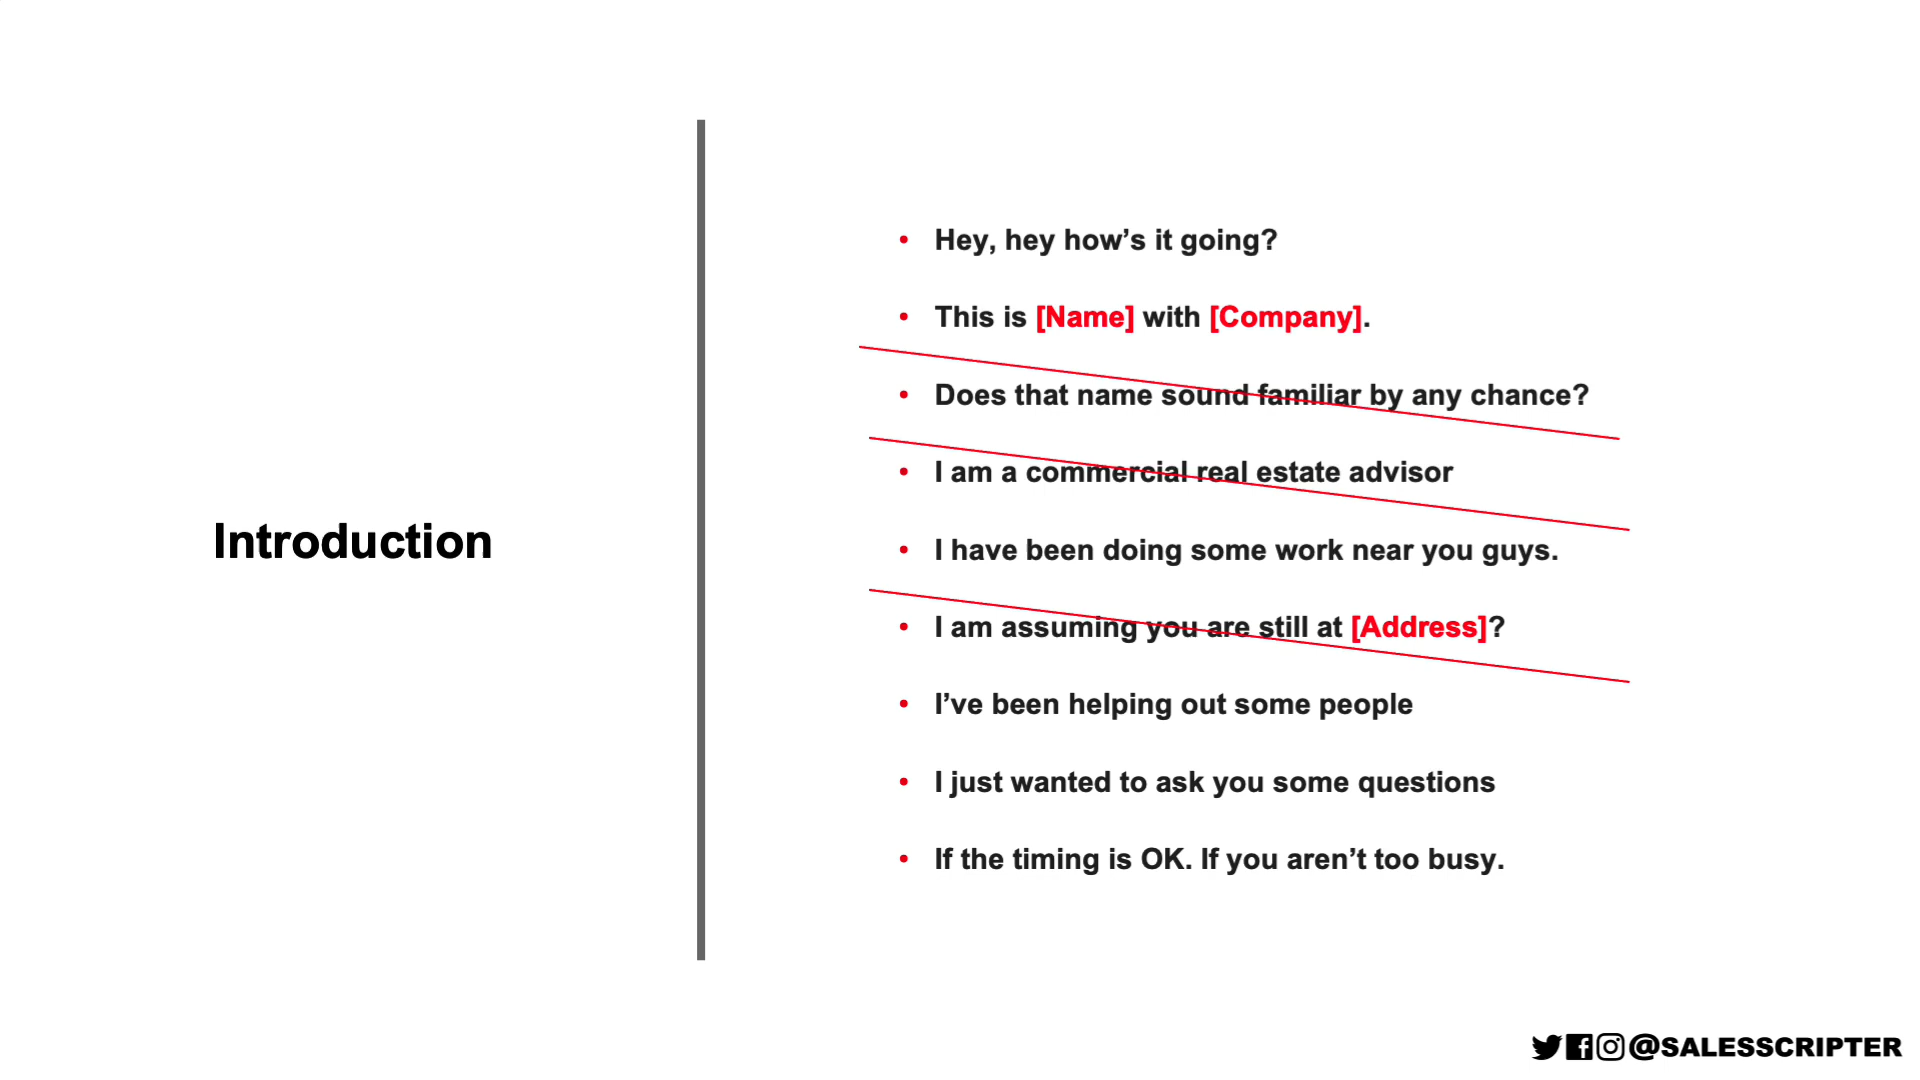 Introduction
• Hey, hey how’s it going?
• This is [Name] with [Company].
• Does that name sound familiar by any chance?
• I am a commercial real estate advisor
• I have been doing some work near you guys.
• I am assuming you are still at [Address]?
• I’ve been helping out some people
• I just wanted to ask you some questions
• If the timing is OK. If you aren’t too busy.
@SALESSCRIPTER